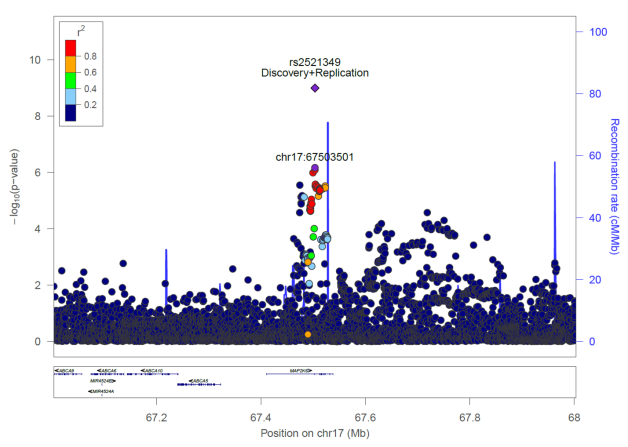 rs2521349
Discovery+Replication
chr17:67503501
r2
0.8
0.6
0.4
0.2
10
8
6
4
2
0
−log10(p−value)
100
80
60
40
20
0
Recombination rate (cM/Mb)
ABCA9
ABCA6
ABCA10
MAP2K6
MIR4524B
ABCA5
MIR4524A
67.2
67.4
67.6
67.8
68
Position on chr17 (Mb)